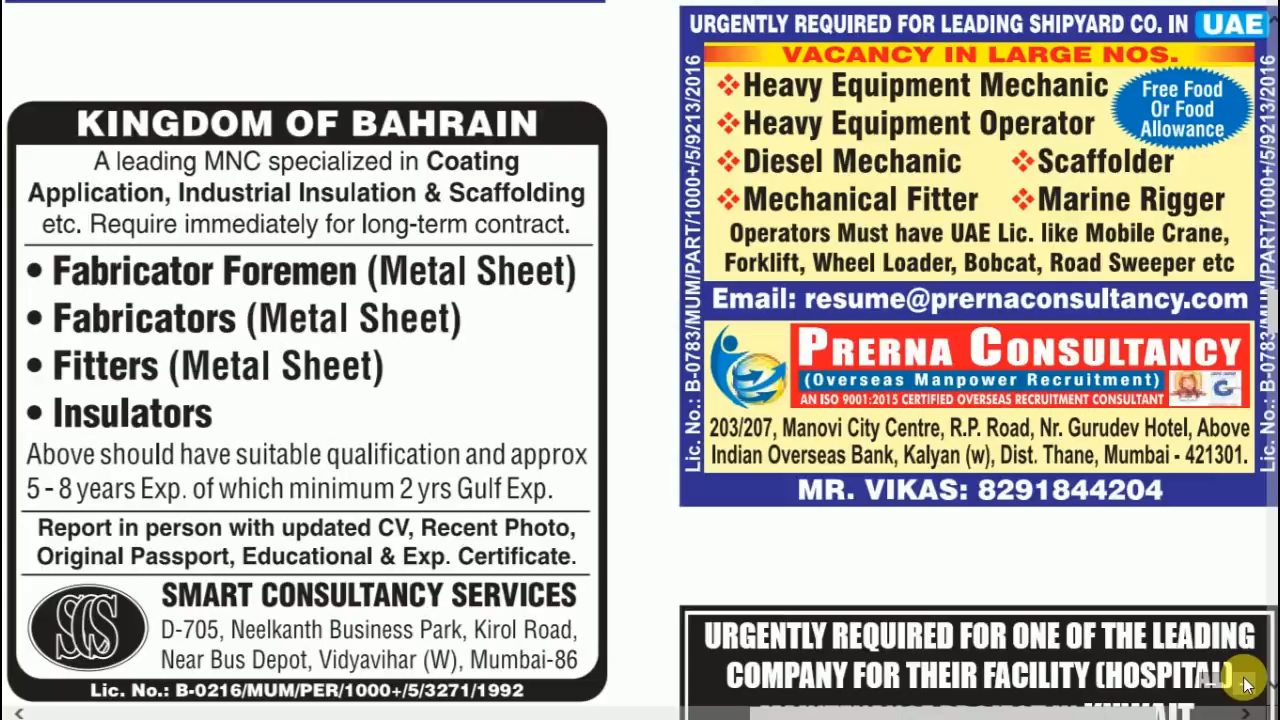 KINGDOM OF BAHRAIN
A leading MNC specialized in Coating
Application, Industrial Insulation & Scaffolding
etc. Require immediately for long-term contract.
• Fabricator Foremen (Metal Sheet)
• Fabricators (Metal Sheet)
• Fitters (Metal Sheet)
• Insulators
Above should have suitable qualification and approx
5 - 8 years Exp. of which minimum 2 yrs Gulf Exp.
Report in person with updated CV, Recent Photo,
Original Passport, Educational & Exp. Certificate.
SCS
SMART CONSULTANCY SERVICES
D-705, Neelkanth Business Park, Kirol Road,
Near Bus Depot, Vidyavihar (W), Mumbai-86
Lic. No.: B-0216/MUM/PER/1000+/5/3271/1992
URGENTLY REQUIRED FOR LEADING SHIPYARD CO. IN UAE
VACANCY IN LARGE NOS.
Heavy Equipment Mechanic
Heavy Equipment Operator
Diesel Mechanic
Scaffolder
Mechanical Fitter
Marine Rigger
Free Food
Or Food
Allowance
Operators Must have UAE Lic. like Mobile Crane,
Forklift, Wheel Loader, Bobcat, Road Sweeper etc
Email: resume@prernaconsultancy.com
PRERNA CONSULTANCY
(Overseas Manpower Recruitment)
AN ISO 9001:2015 CERTIFIED OVERSEAS RECRUITMENT CONSULTANT
203/207, Manovi City Centre, R.P. Road, Nr. Gurudev Hotel, Above
Indian Overseas Bank, Kalyan (w), Dist. Thane, Mumbai - 421301.
MR. VIKAS: 8291844204
Lic. No.: B-0783/MUM/PART/1000+/5/9213/2016
Lic. No.: B-0783/MUM/PART/1000+/5/9213/2016
URGENTLY REQUIRED FOR ONE OF THE LEADING
COMPANY FOR THEIR FACILITY (HOSPITAL)
KUWAIT